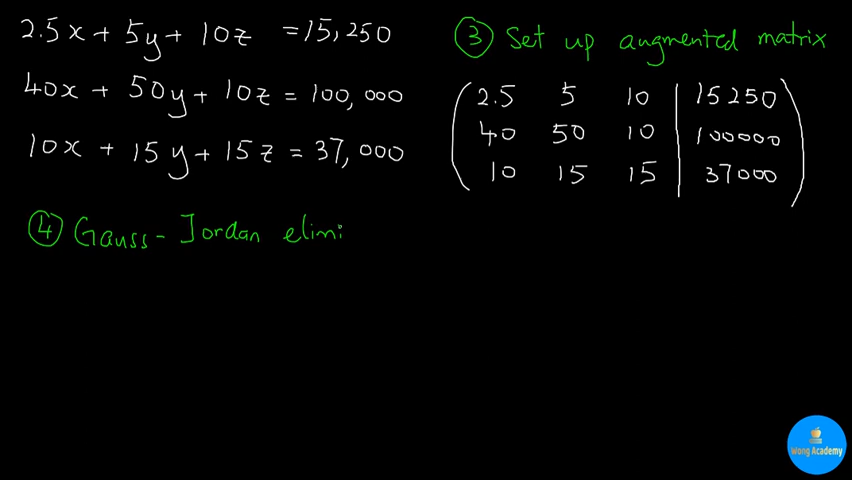 2.5x + 5y + 10z = 15,250
40x + 50y + 10z = 100,000
10x + 15y + 15z = 37,000
③ Set up augmented matrix
2.5 5 10 | 15250
40 50 10 | 100000
10 15 15 | 37000
④ Gauss-Jordan elimi
Wong Academy